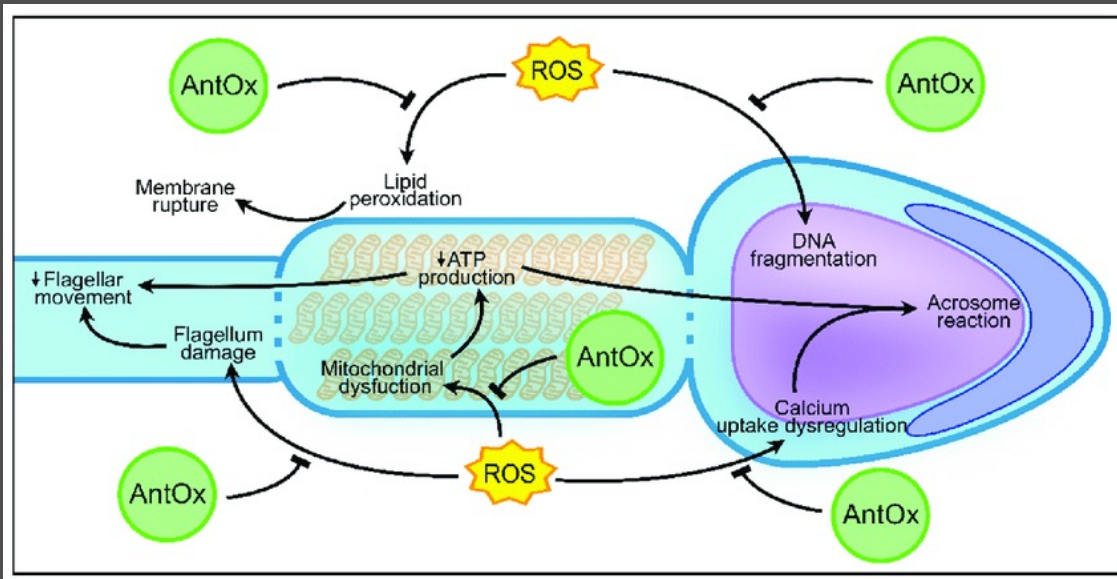 AntOx
ROS
AntOx
Membrane
rupture
Lipid
peroxidation
DNA
fragmentation
↓ATP
production
↓Flagellar
movement
Acrosome
reaction
Flagellum
damage
AntOx
Mitochondrial
dysfuction
Calcium
uptake dysregulation
ROS
AntOx
AntOx